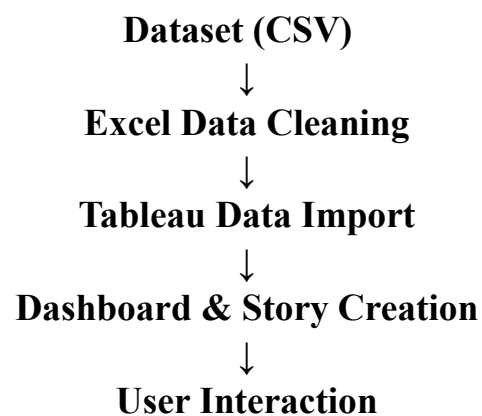 Dataset (CSV)
↓
Excel Data Cleaning
↓
Tableau Data Import
↓
Dashboard & Story Creation
↓
User Interaction